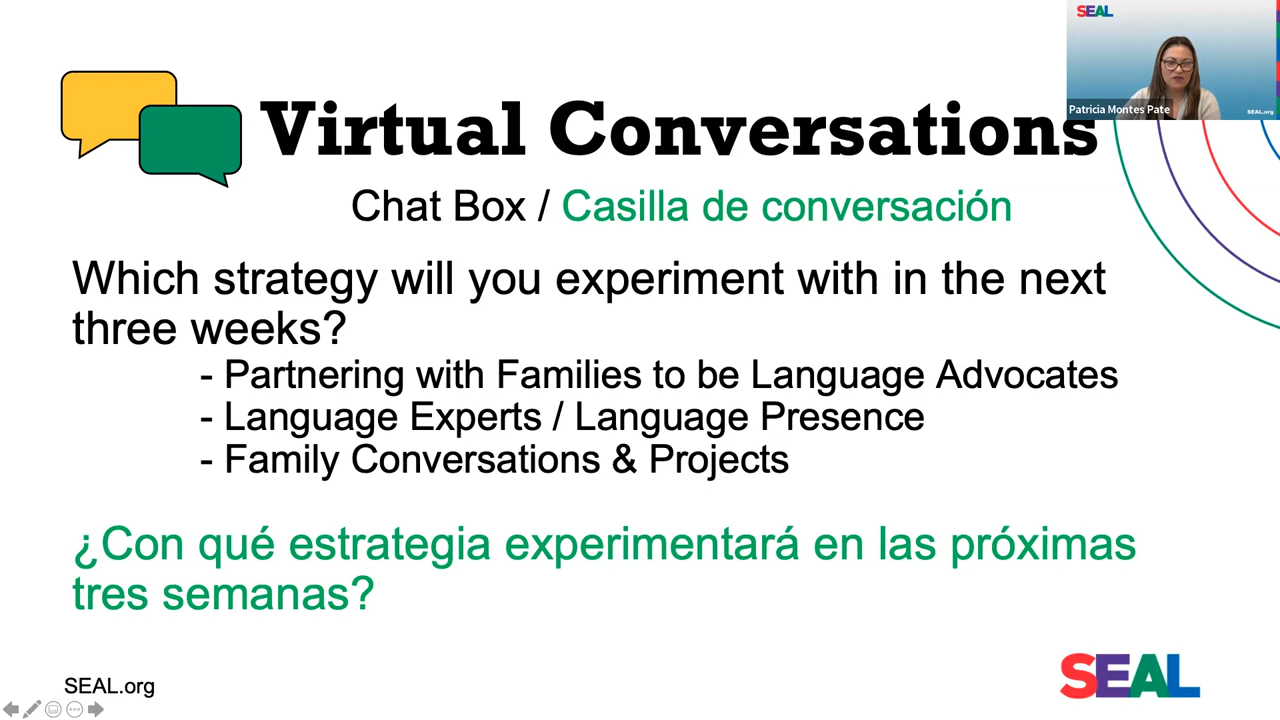 SEAL
Patricia Montes Pate
SEAL.org
Virtual Conversations
Chat Box / Casilla de conversación
Which strategy will you experiment with in the next
three weeks?
- Partnering with Families to be Language Advocates
- Language Experts / Language Presence
- Family Conversations & Projects
¿Con qué estrategia experimentará en las próximas
tres semanas?
SEAL.org
SEAL